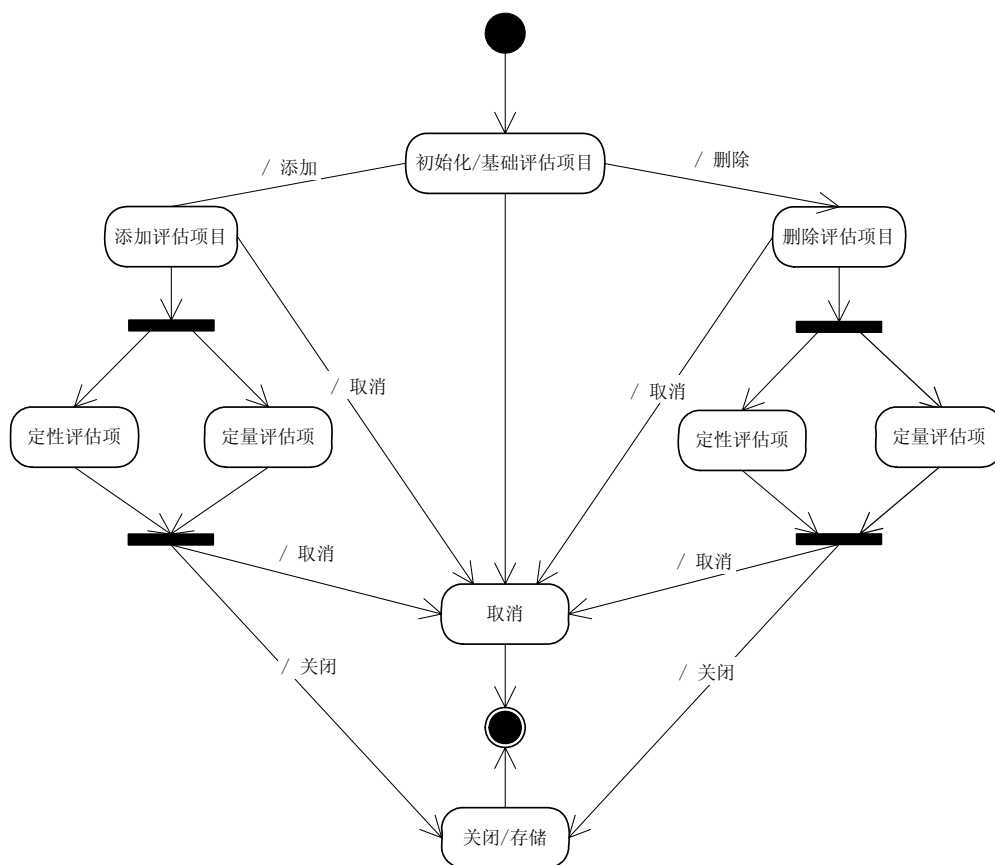 初始化/基础评估项目
/ 添加
/ 删除
添加评估项目
删除评估项目
/ 取消
/ 取消
定性评估项
定量评估项
定性评估项
定量评估项
/ 取消
/ 取消
取消
/ 关闭
/ 关闭
关闭/存储